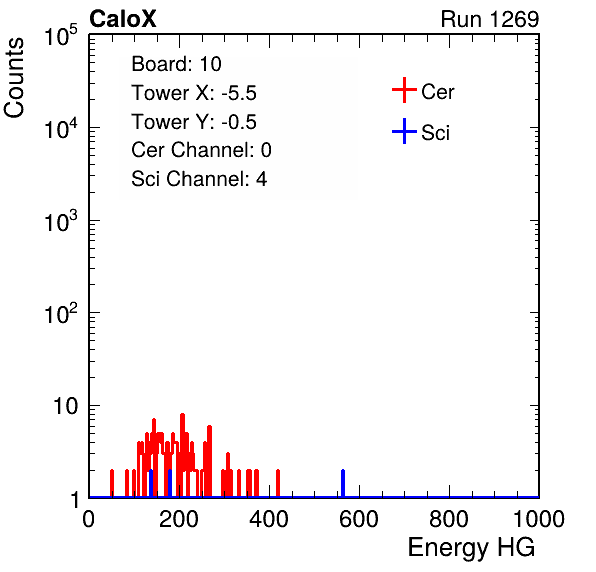 CaloX Run 1269
Counts
Board: 10
Tower X: -5.5
Tower Y: -0.5
Cer Channel: 0
Sci Channel: 4
Cer
Sci
10^5
10^4
10^3
10^2
10
1
0 200 400 600 800 1000
Energy HG